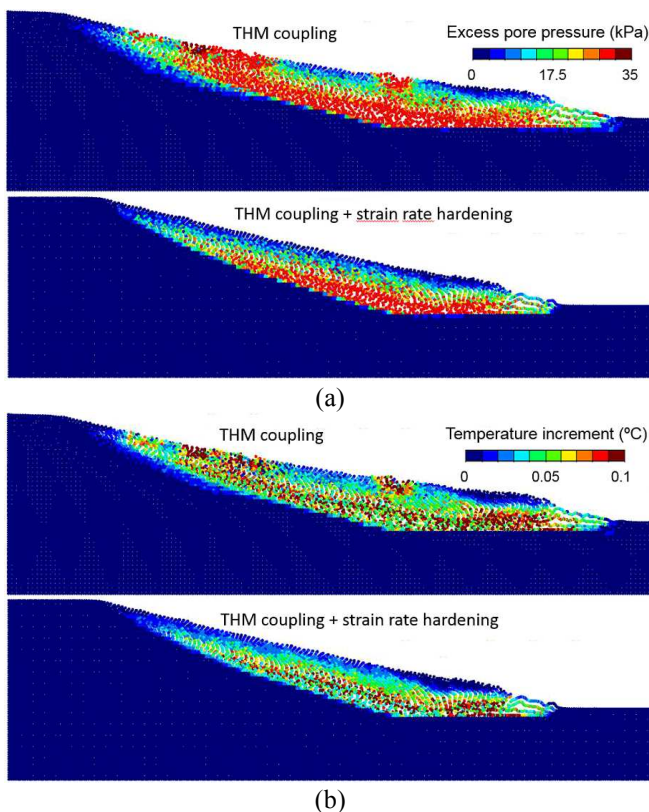 THM coupling
Excess pore pressure (kPa)
0 17.5 35
THM coupling + strain rate hardening
(a)
THM coupling
Temperature increment (ºC)
0 0.05 0.1
THM coupling + strain rate hardening
(b)